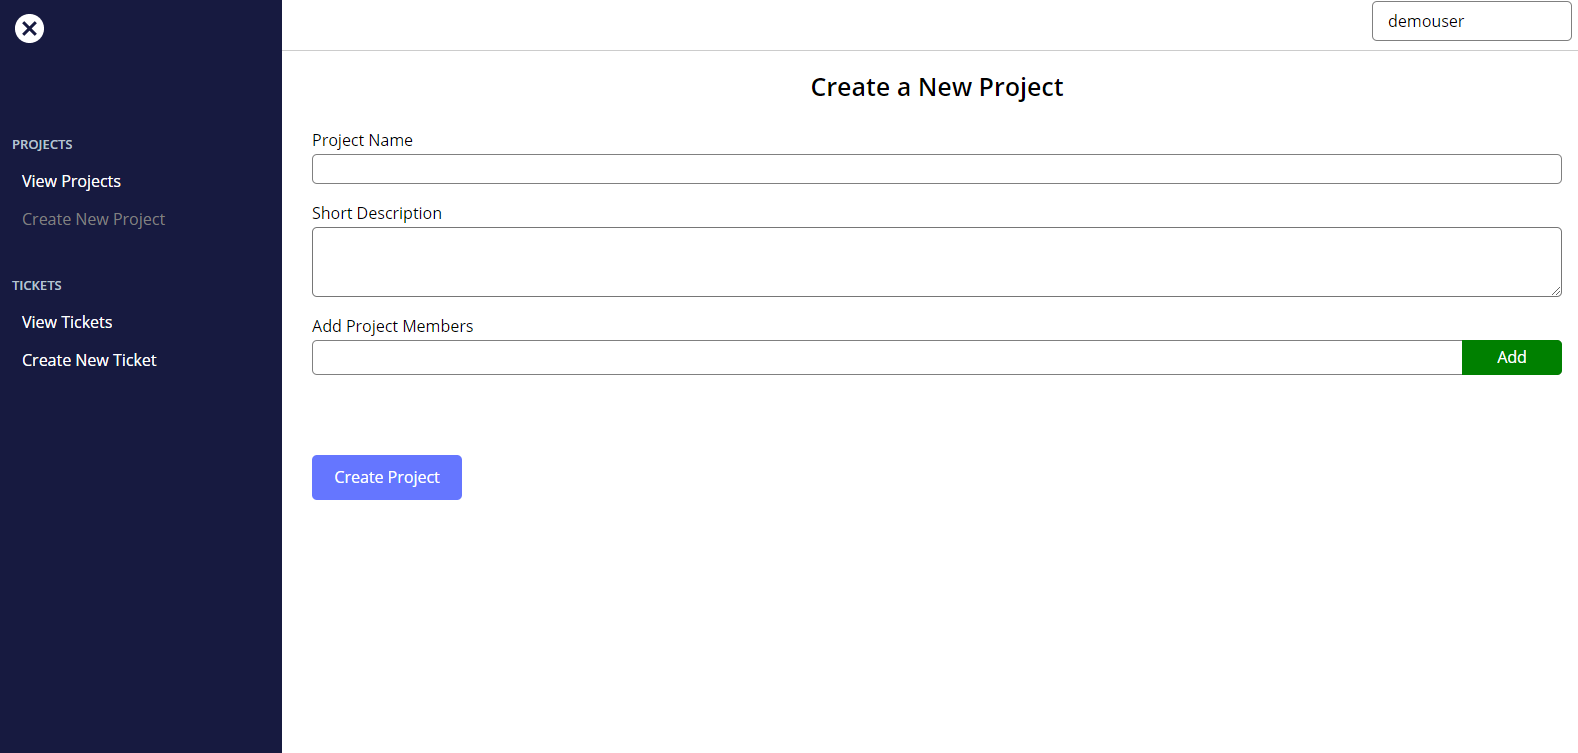 demouser
PROJECTS
View Projects
Create New Project
TICKETS
View Tickets
Create New Ticket
Create a New Project
Project Name
Short Description
Add Project Members
Add
Create Project